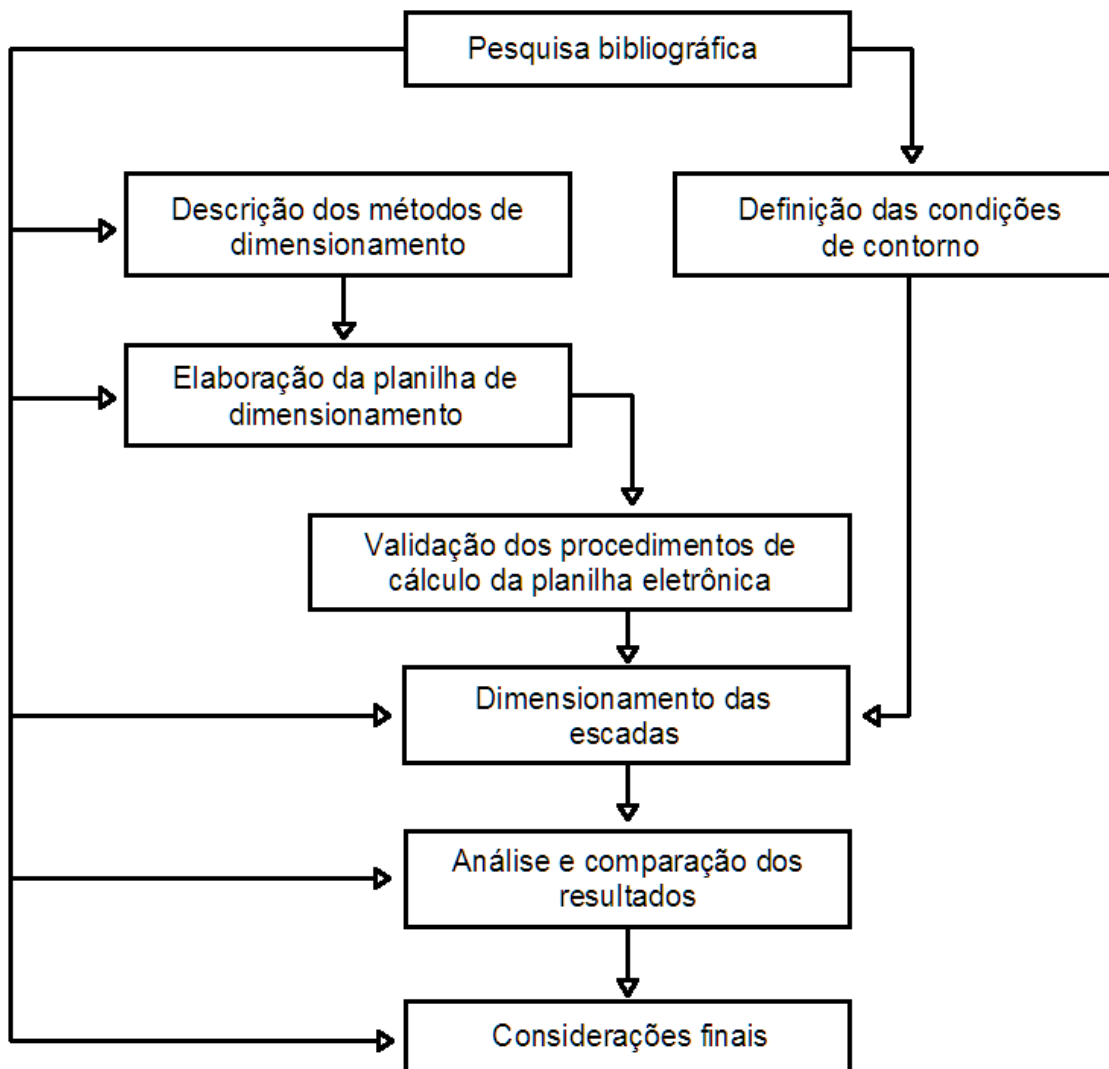 Pesquisa bibliográfica
Descrição dos métodos de
dimensionamento
Definição das condições
de contorno
Elaboração da planilha de
dimensionamento
Validação dos procedimentos de
cálculo da planilha eletrônica
Dimensionamento das
escadas
Análise e comparação dos
resultados
Considerações finais